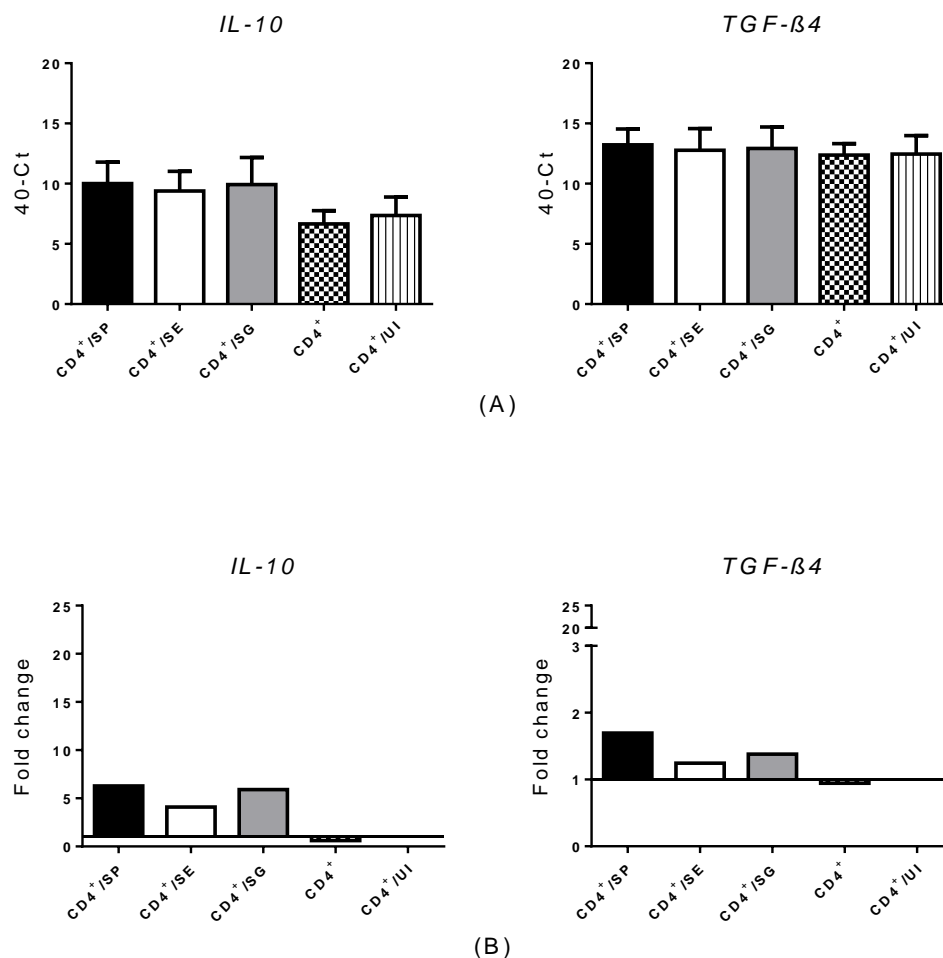 IL-10
40-Ct
20
15
10
5
0
CD4⁺/SP
CD4⁺/SE
CD4⁺/SG
CD4⁺
CD4⁺/UI
TGF-ß4
40-Ct
20
15
10
5
0
CD4⁺/SP
CD4⁺/SE
CD4⁺/SG
CD4⁺
CD4⁺/UI
(A)
IL-10
Fold change
25
20
15
10
5
0
CD4⁺/SP
CD4⁺/SE
CD4⁺/SG
CD4⁺
CD4⁺/UI
TGF-ß4
Fold change
25
20
3
2
1
0
CD4⁺/SP
CD4⁺/SE
CD4⁺/SG
CD4⁺
CD4⁺/UI
(B)